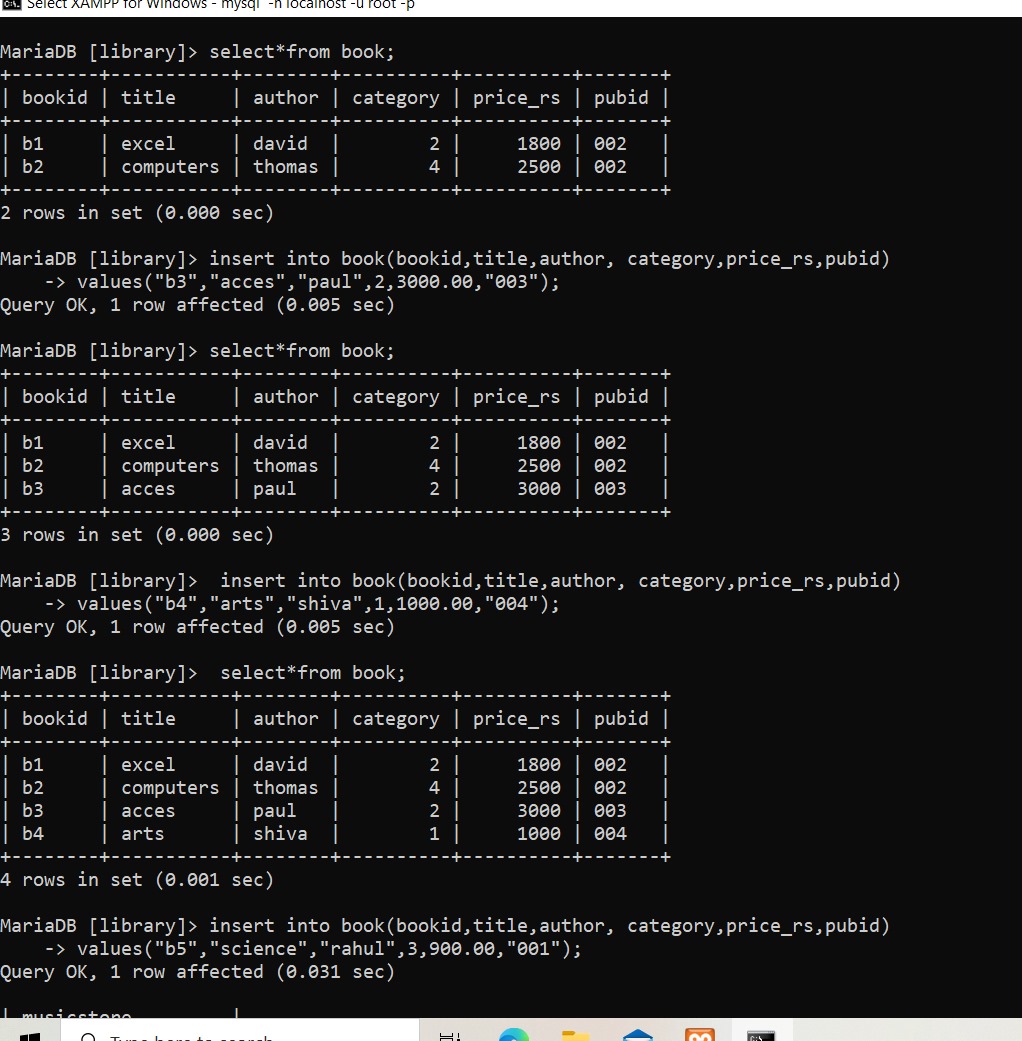 Select XAMPP for Windows - mysql -h localhost -u root -p
MariaDB [library]> select*from book;
+--------+-----------+--------+----------+----------+-------+
| bookid | title     | author | category | price_rs | pubid |
+--------+-----------+--------+----------+----------+-------+
| b1     | excel     | david  |        2 |     1800 | 002   |
| b2     | computers | thomas |        4 |     2500 | 002   |
+--------+-----------+--------+----------+----------+-------+
2 rows in set (0.000 sec)
MariaDB [library]> insert into book(bookid,title,author, category,price_rs,pubid)
    -> values("b3","acces","paul",2,3000.00,"003");
Query OK, 1 row affected (0.005 sec)
MariaDB [library]> select*from book;
+--------+-----------+--------+----------+----------+-------+
| bookid | title     | author | category | price_rs | pubid |
+--------+-----------+--------+----------+----------+-------+
| b1     | excel     | david  |        2 |     1800 | 002   |
| b2     | computers | thomas |        4 |     2500 | 002   |
| b3     | acces     | paul   |        2 |     3000 | 003   |
+--------+-----------+--------+----------+----------+-------+
3 rows in set (0.000 sec)
MariaDB [library]>  insert into book(bookid,title,author, category,price_rs,pubid)
    -> values("b4","arts","shiva",1,1000.00,"004");
Query OK, 1 row affected (0.005 sec)
MariaDB [library]>  select*from book;
+--------+-----------+--------+----------+----------+-------+
| bookid | title     | author | category | price_rs | pubid |
+--------+-----------+--------+----------+----------+-------+
| b1     | excel     | david  |        2 |     1800 | 002   |
| b2     | computers | thomas |        4 |     2500 | 002   |
| b3     | acces     | paul   |        2 |     3000 | 003   |
| b4     | arts      | shiva  |        1 |     1000 | 004   |
+--------+-----------+--------+----------+----------+-------+
4 rows in set (0.001 sec)
MariaDB [library]> insert into book(bookid,title,author, category,price_rs,pubid)
    -> values("b5","science","rahul",3,900.00,"001");
Query OK, 1 row affected (0.031 sec)
| musicstore         |
Type here to search